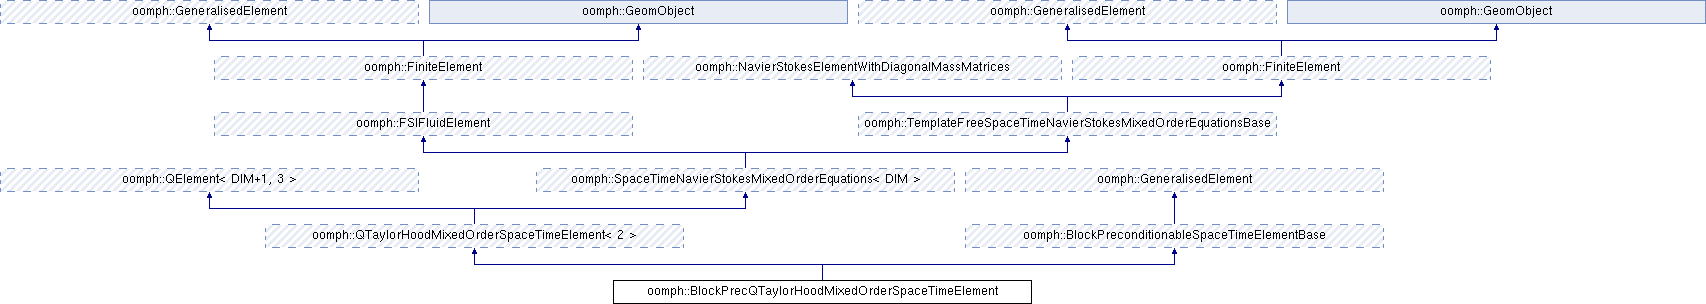 oomph::GeneralisedElement
oomph::GeomObject
oomph::GeneralisedElement
oomph::GeomObject
oomph::FiniteElement
oomph::NavierStokesElementWithDiagonalMassMatrices
oomph::FiniteElement
oomph::FSIFluidElement
oomph::TemplateFreeSpaceTimeNavierStokesMixedOrderEquationsBase
oomph::QElement< DIM+1, 3 >
oomph::SpaceTimeNavierStokesMixedOrderEquations< DIM >
oomph::GeneralisedElement
oomph::QTaylorHoodMixedOrderSpaceTimeElement< 2 >
oomph::BlockPreconditionableSpaceTimeElementBase
oomph::BlockPrecQTaylorHoodMixedOrderSpaceTimeElement